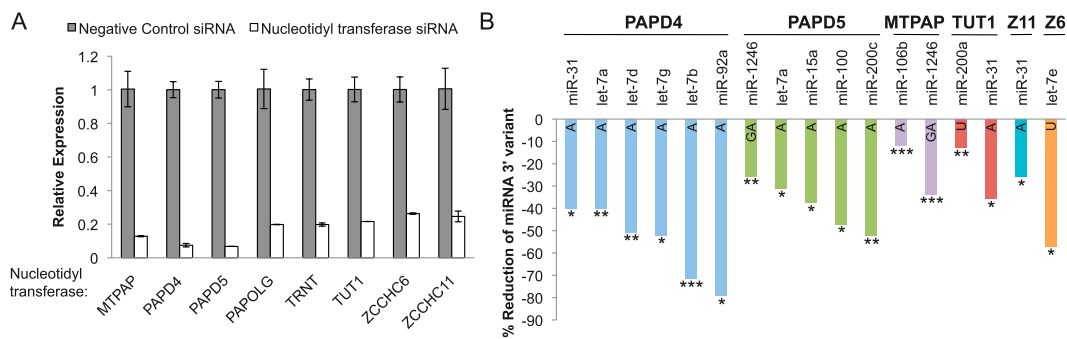 A
Negative Control siRNA Nucleotidyl transferase siRNA
Relative Expression
1.2
1
0.8
0.6
0.4
0.2
0
Nucleotidyl transferase:
MTPAP PAPD4 PAPD5 PAPOLG TRNT TUT1 ZCCHC6 ZCCHC11
B
PAPD4 PAPD5 MTPAP TUT1 Z11 Z6
miR-31 let-7a let-7d let-7g let-7b miR-92a miR-1246 let-7a miR-15a miR-100 miR-200c miR-106b miR-1246 miR-200a miR-31 miR-31 let-7e
% Reduction of miRNA 3' variant
0
-10
-20
-30
-40
-50
-60
-70
-80
-90
A A A A A A GA A A A A A GA U A A U
* ** ** * *** * ** * * * ** *** *** ** * * *